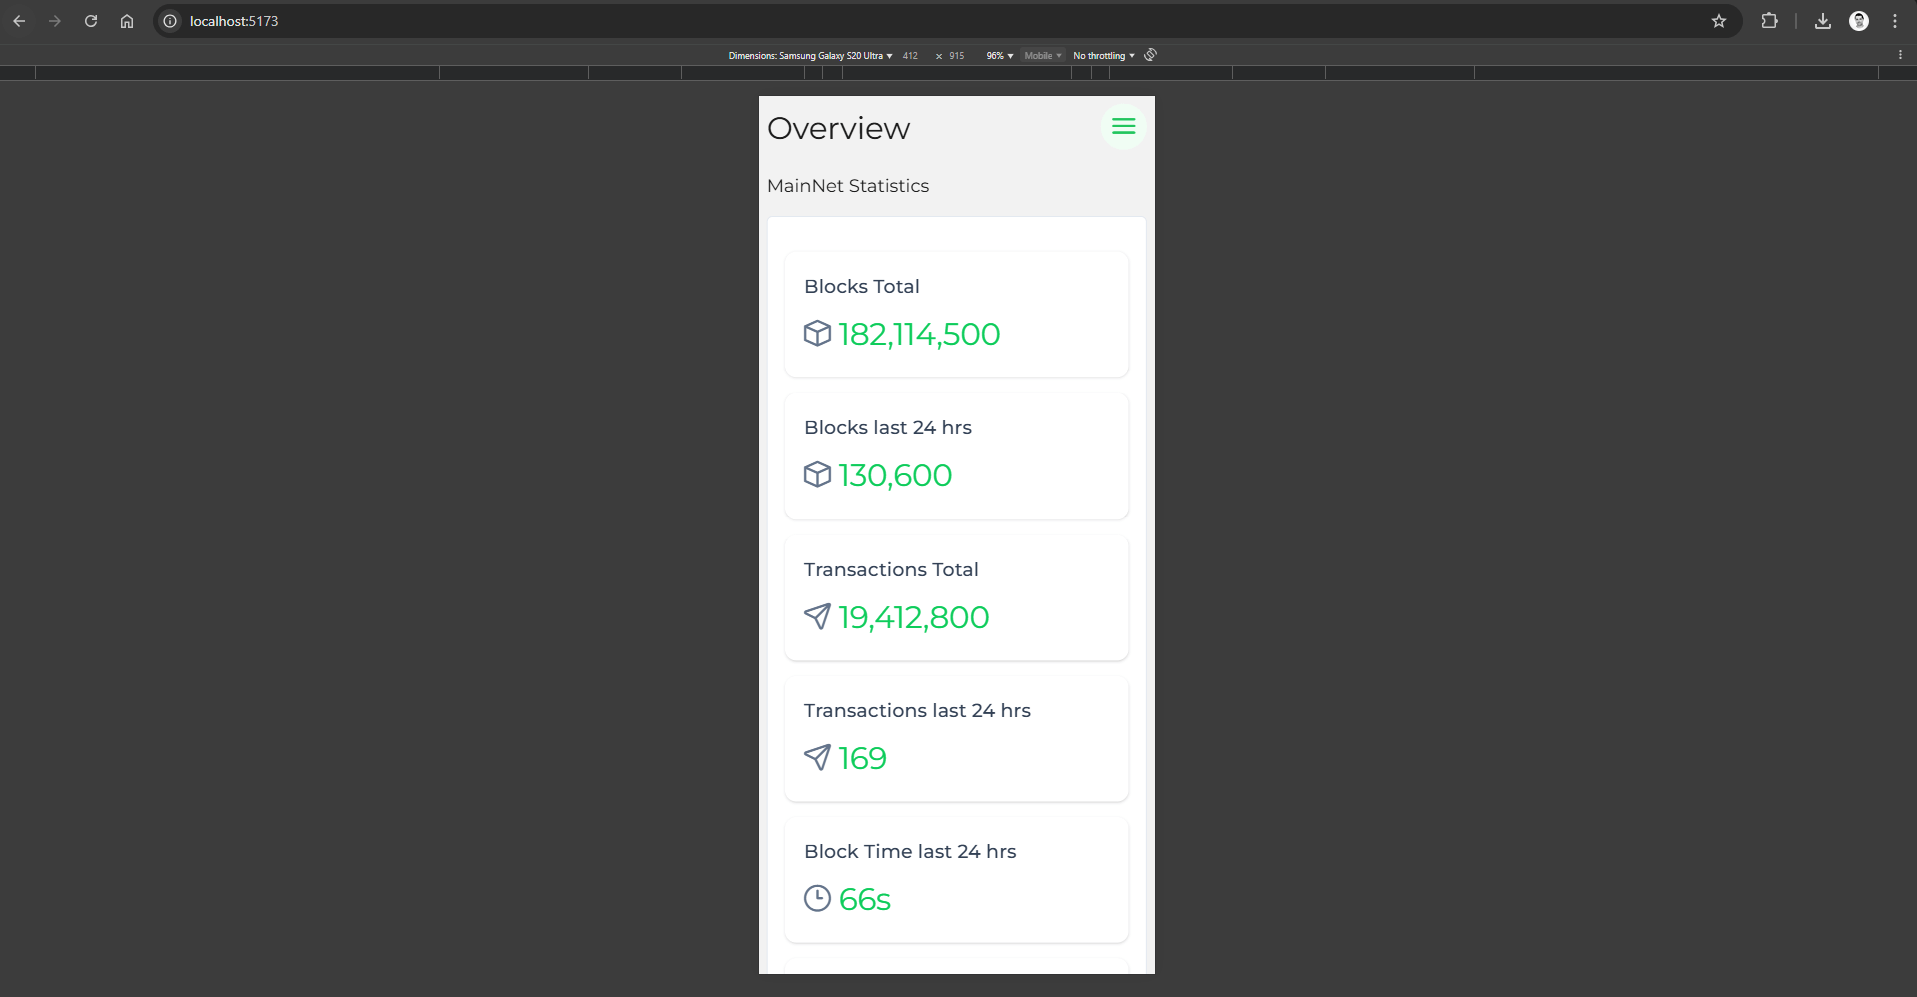 localhost:5173
Dimensions: Samsung Galaxy S20 Ultra 412 × 915 96% Mobile No throttling
Overview
MainNet Statistics
Blocks Total
182,114,500
Blocks last 24 hrs
130,600
Transactions Total
19,412,800
Transactions last 24 hrs
169
Block Time last 24 hrs
66s